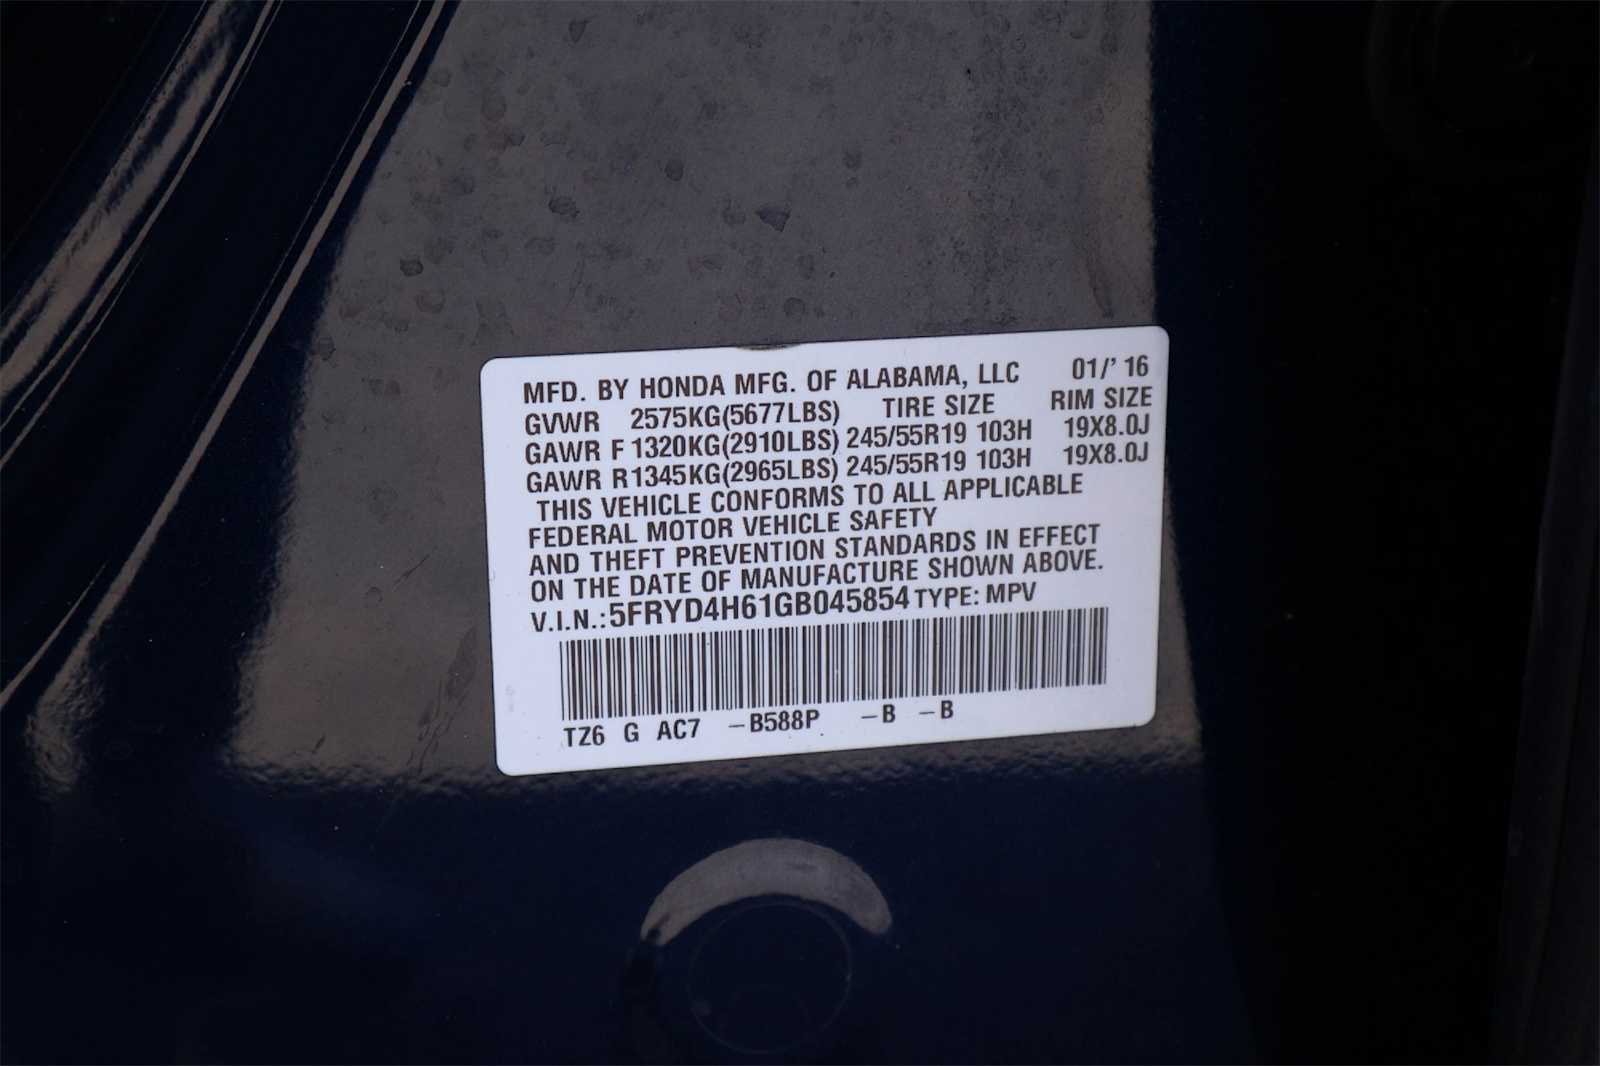 MFD. BY HONDA MFG. OF ALABAMA, LLC 01/' 16
GVWR 2575KG(5677LBS) TIRE SIZE RIM SIZE
GAWR F 1320KG(2910LBS) 245/55R19 103H 19X8.0J
GAWR R1345KG(2965LBS) 245/55R19 103H 19X8.0J
THIS VEHICLE CONFORMS TO ALL APPLICABLE
FEDERAL MOTOR VEHICLE SAFETY
AND THEFT PREVENTION STANDARDS IN EFFECT
ON THE DATE OF MANUFACTURE SHOWN ABOVE.
V.I.N.: 5FRYD4H61GB045854 TYPE: MPV
TZ6 G AC7 -B588P -B -B